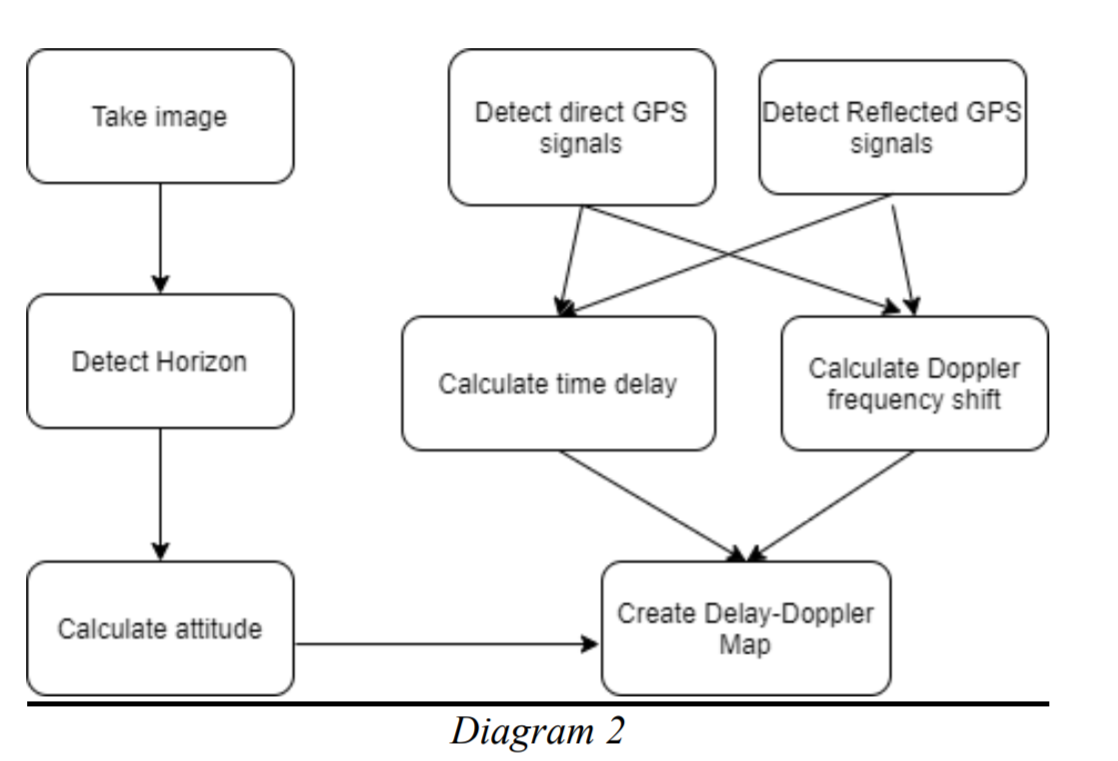 Take image
Detect direct GPS
signals
Detect Reflected GPS
signals
Detect Horizon
Calculate time delay
Calculate Doppler
frequency shift
Calculate attitude
Create Delay-Doppler
Map
Diagram 2